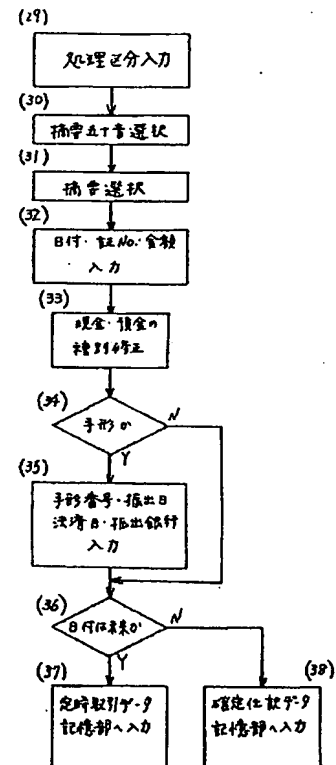 (29)
処理区分入力
(30)
摘要五十音選択
(31)
摘要選択
(32)
日付・証No.・金額
入力
(33)
現金・預金の
種別修正
(34)
手形か
N
Y
(35)
手形番号・振出日
決済日・振出銀行
入力
(36)
日付は未来か
N
Y
(37)
定時取引データ
記憶部へ入力
(38)
確定仕訳データ
記憶部へ入力